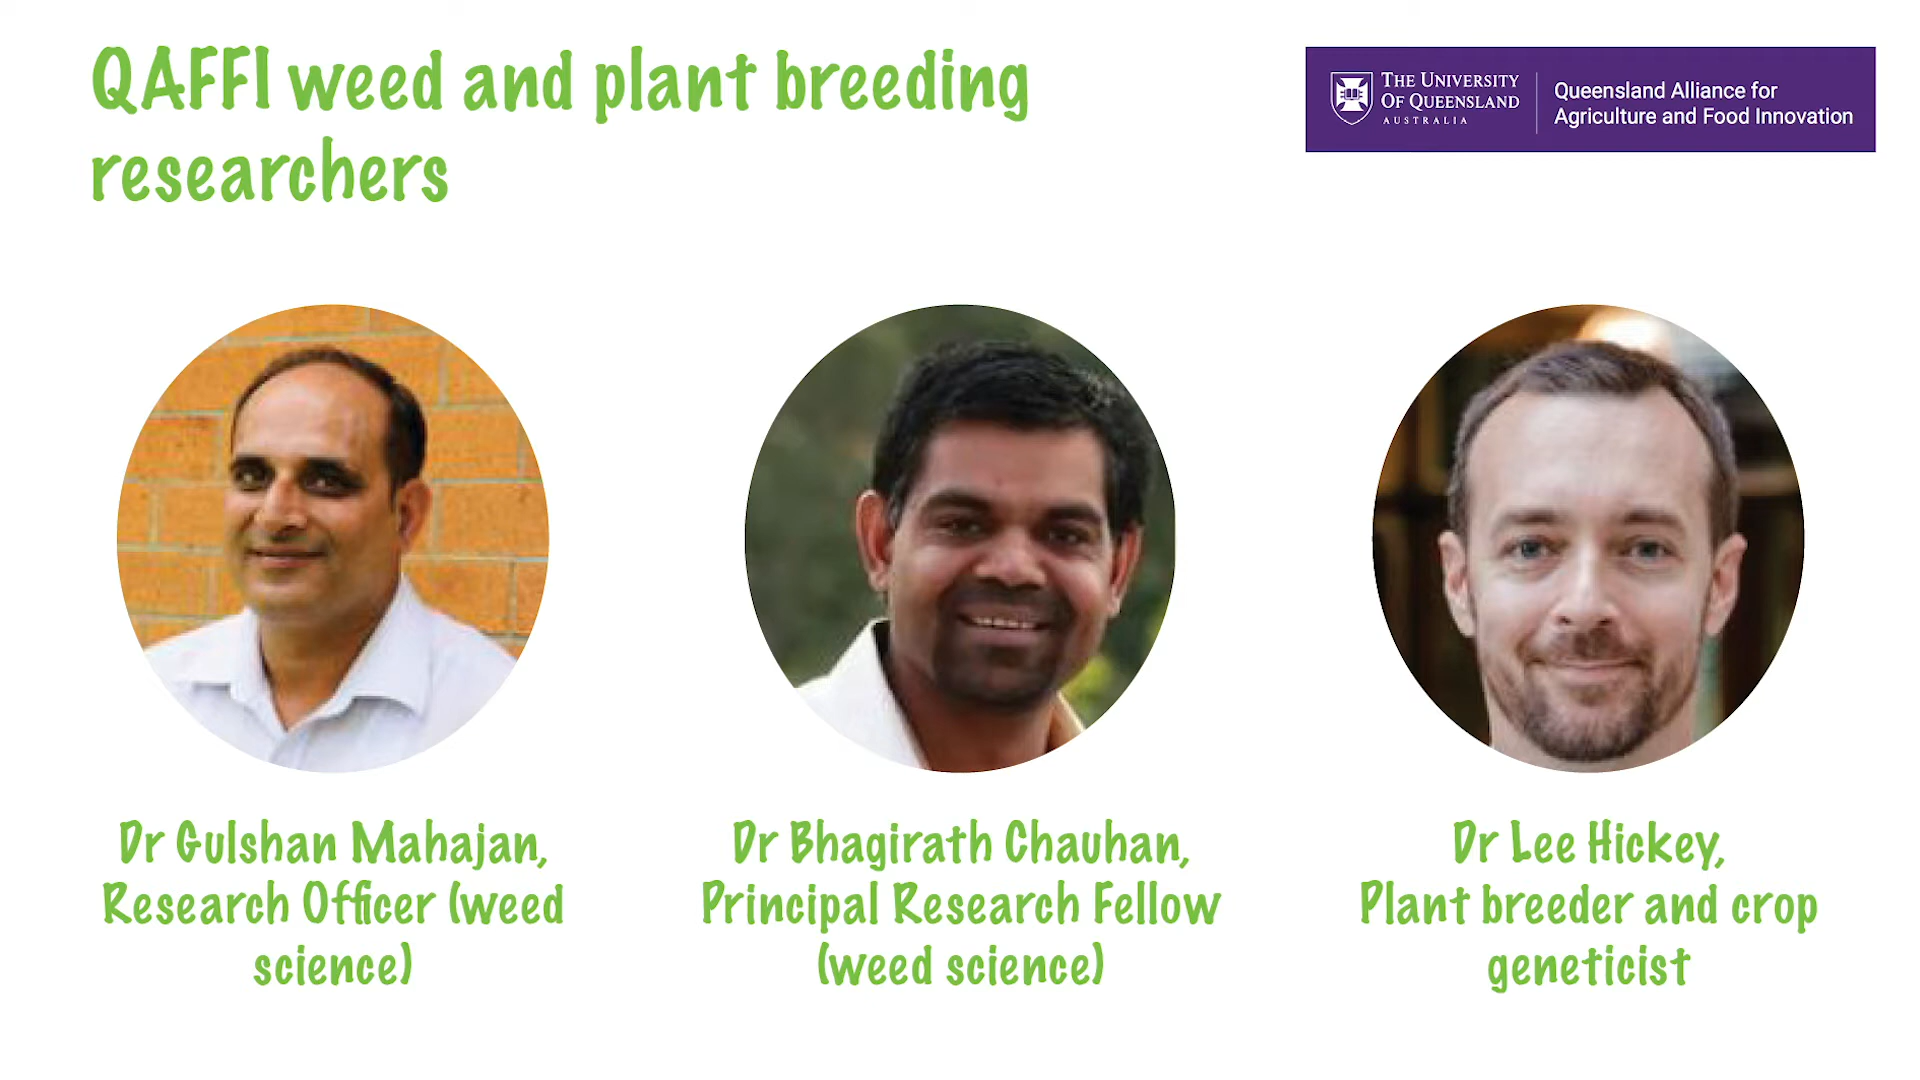 QAFFI weed and plant breeding
researchers
THE UNIVERSITY
OF QUEENSLAND
AUSTRALIA
Queensland Alliance for
Agriculture and Food Innovation
Dr Gulshan Mahajan,
Research Officer (weed
science)
Dr Bhagirath Chauhan,
Principal Research Fellow
(weed science)
Dr Lee Hickey,
Plant breeder and crop
geneticist